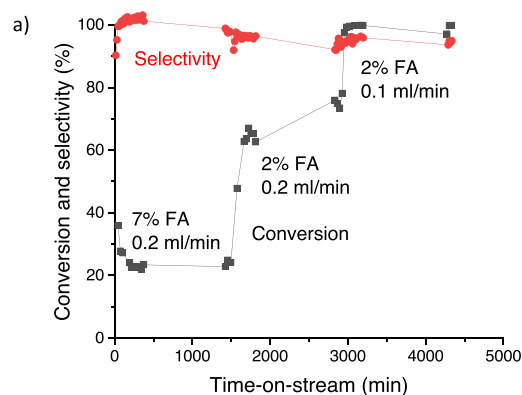 a)
100
Selectivity
2% FA
0.1 ml/min
80
60
2% FA
0.2 ml/min
40
7% FA
0.2 ml/min
Conversion
20
0
0 1000 2000 3000 4000 5000
Conversion and selectivity (%)
Time-on-stream (min)